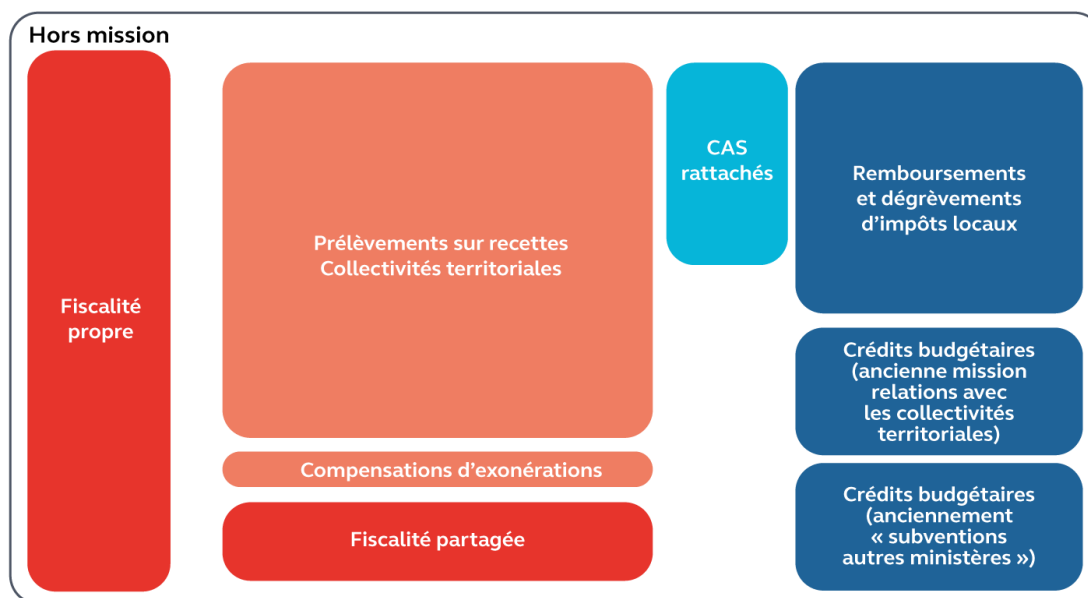 Hors mission
Fiscalité
propre
Prélèvements sur recettes
Collectivités territoriales
Compensations d’exonérations
Fiscalité partagée
CAS
rattachés
Remboursements
et dégrèvements
d’impôts locaux
Crédits budgétaires
(ancienne mission
relations avec
les collectivités
territoriales)
Crédits budgétaires
(anciennement
« subventions
autres ministères »)